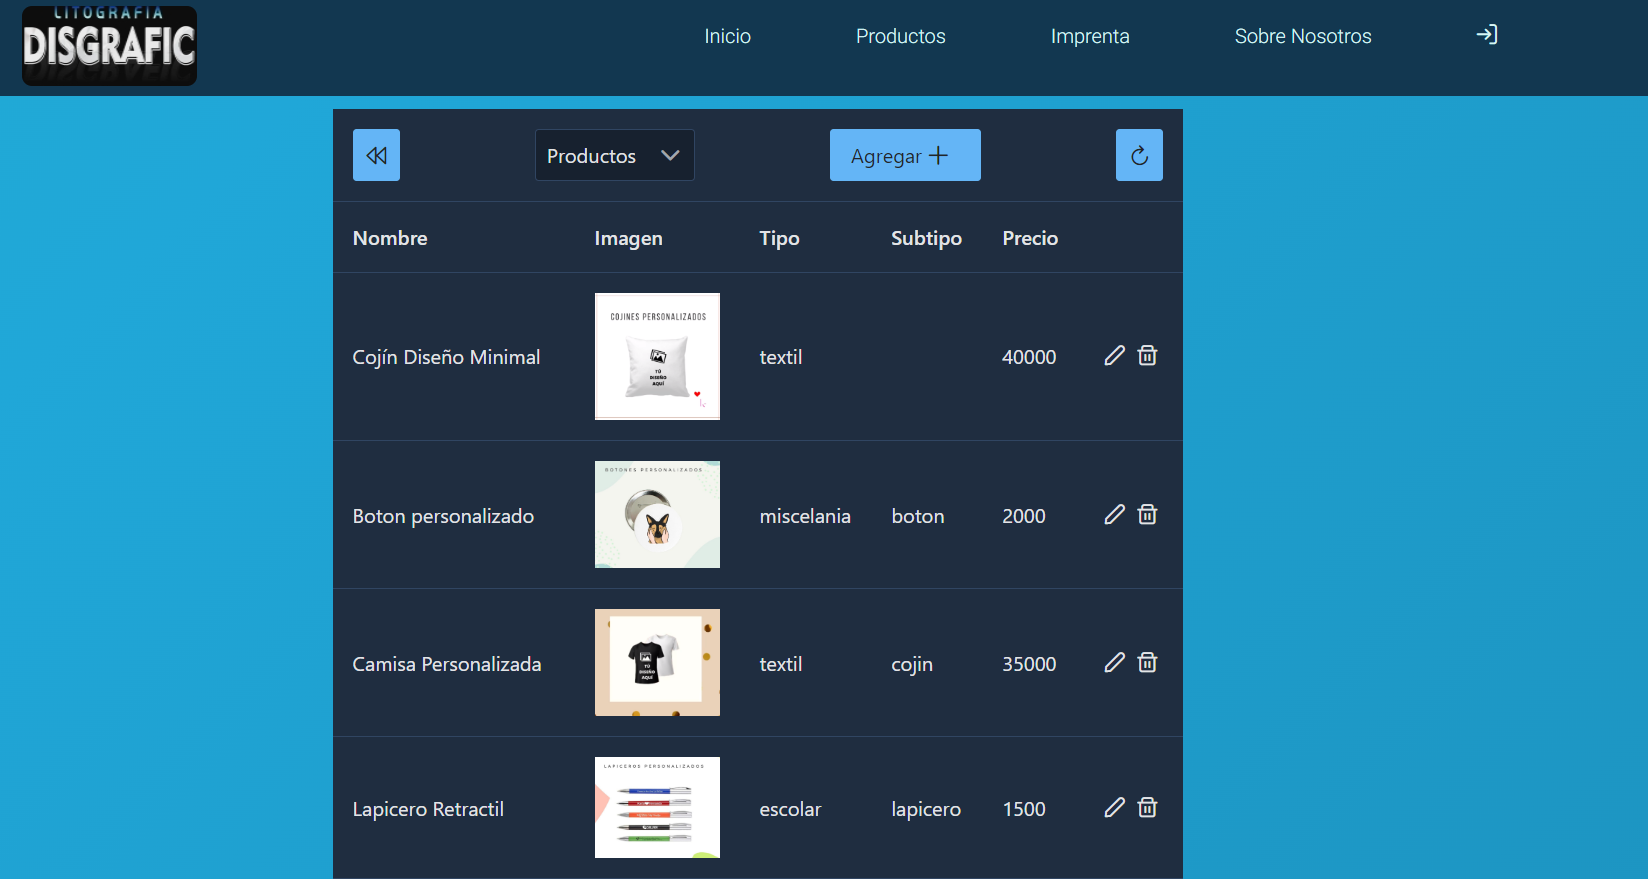 LITOGRAFIA
DISGRAFIC
Inicio
Productos
Imprenta
Sobre Nosotros
Productos
Agregar
Nombre Imagen Tipo Subtipo Precio
COJINES PERSONALIZADOS
TÚ
DISEÑO
AQUÍ
Cojín Diseño Minimal textil 40000
BOTONES PERSONALIZADOS
Boton personalizado miscelania boton 2000
TÚ
DISEÑO
AQUÍ
Camisa Personalizada textil cojin 35000
LAPICEROS PERSONALIZADOS
Lapicero Retractil escolar lapicero 1500